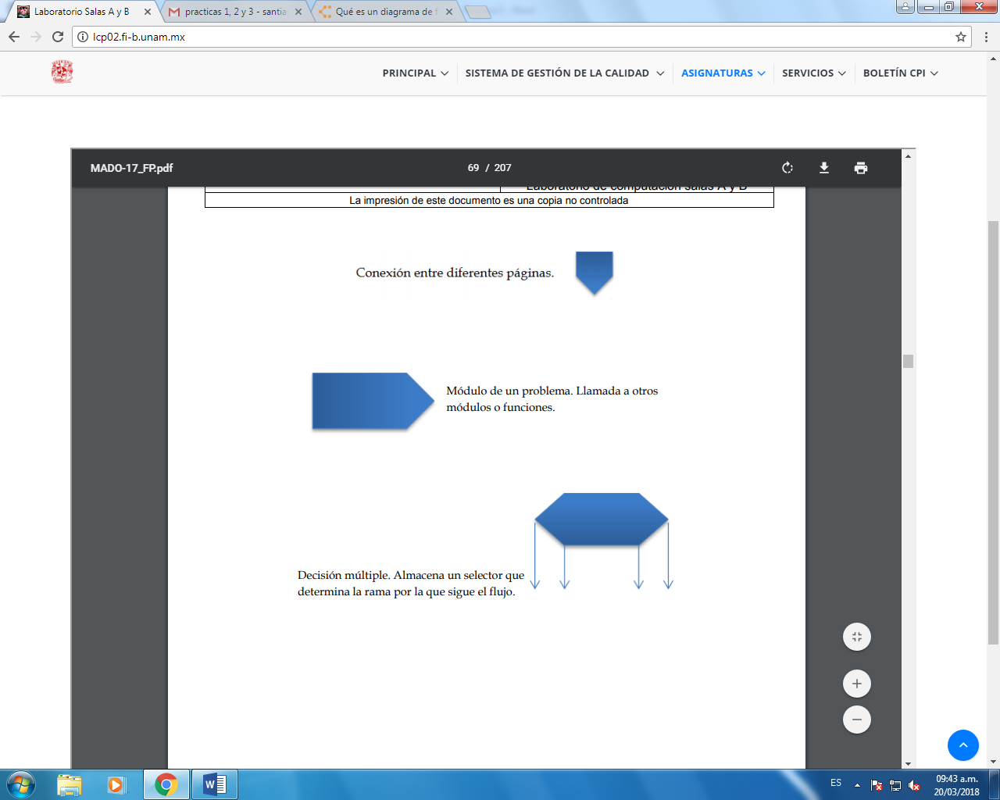 Laboratorio Salas A y B
practicas 1, 2 y 3 - santia
Qué es un diagrama de f
lcp02.fi-b.unam.mx
PRINCIPAL
SISTEMA DE GESTIÓN DE LA CALIDAD
ASIGNATURAS
SERVICIOS
BOLETÍN CPI
MADO-17_FP.pdf
69 / 207
Laboratorio de computación salas A y B
La impresión de este documento es una copia no controlada
Conexión entre diferentes páginas.
Módulo de un problema. Llamada a otros
módulos o funciones.
Decisión múltiple. Almacena un selector que
determina la rama por la que sigue el flujo.
ES
09:43 a.m.
20/03/2018